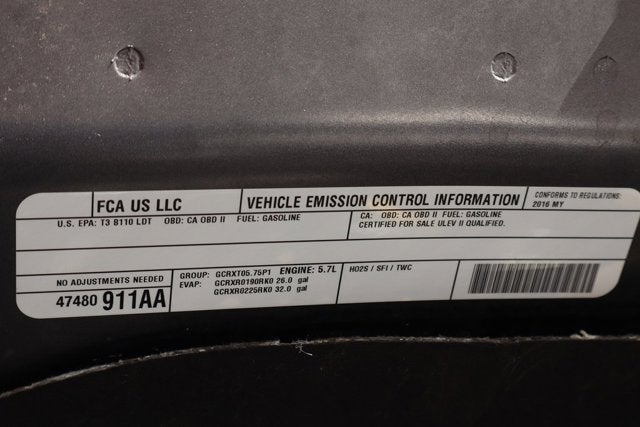 FCA US LLC
VEHICLE EMISSION CONTROL INFORMATION
CONFORMS TO REGULATIONS:
2016 MY
U.S. EPA: T3 B110 LDT OBD: CA OBD II FUEL: GASOLINE
CA: OBD: CA OBD II FUEL: GASOLINE
CERTIFIED FOR SALE ULEV II QUALIFIED.
NO ADJUSTMENTS NEEDED
47480 911AA
GROUP: GCRXT05.75P1 ENGINE: 5.7L
EVAP: GCRXR0190RK0 26.0 gal
GCRXR0225RK0 32.0 gal
HO2S / SFI / TWC